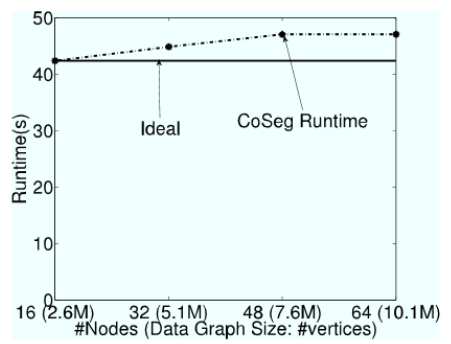 50
40
30
20
10
0
Runtime(s)
Ideal
CoSeg Runtime
16 (2.6M) 32 (5.1M) 48 (7.6M) 64 (10.1M)
#Nodes (Data Graph Size: #vertices)